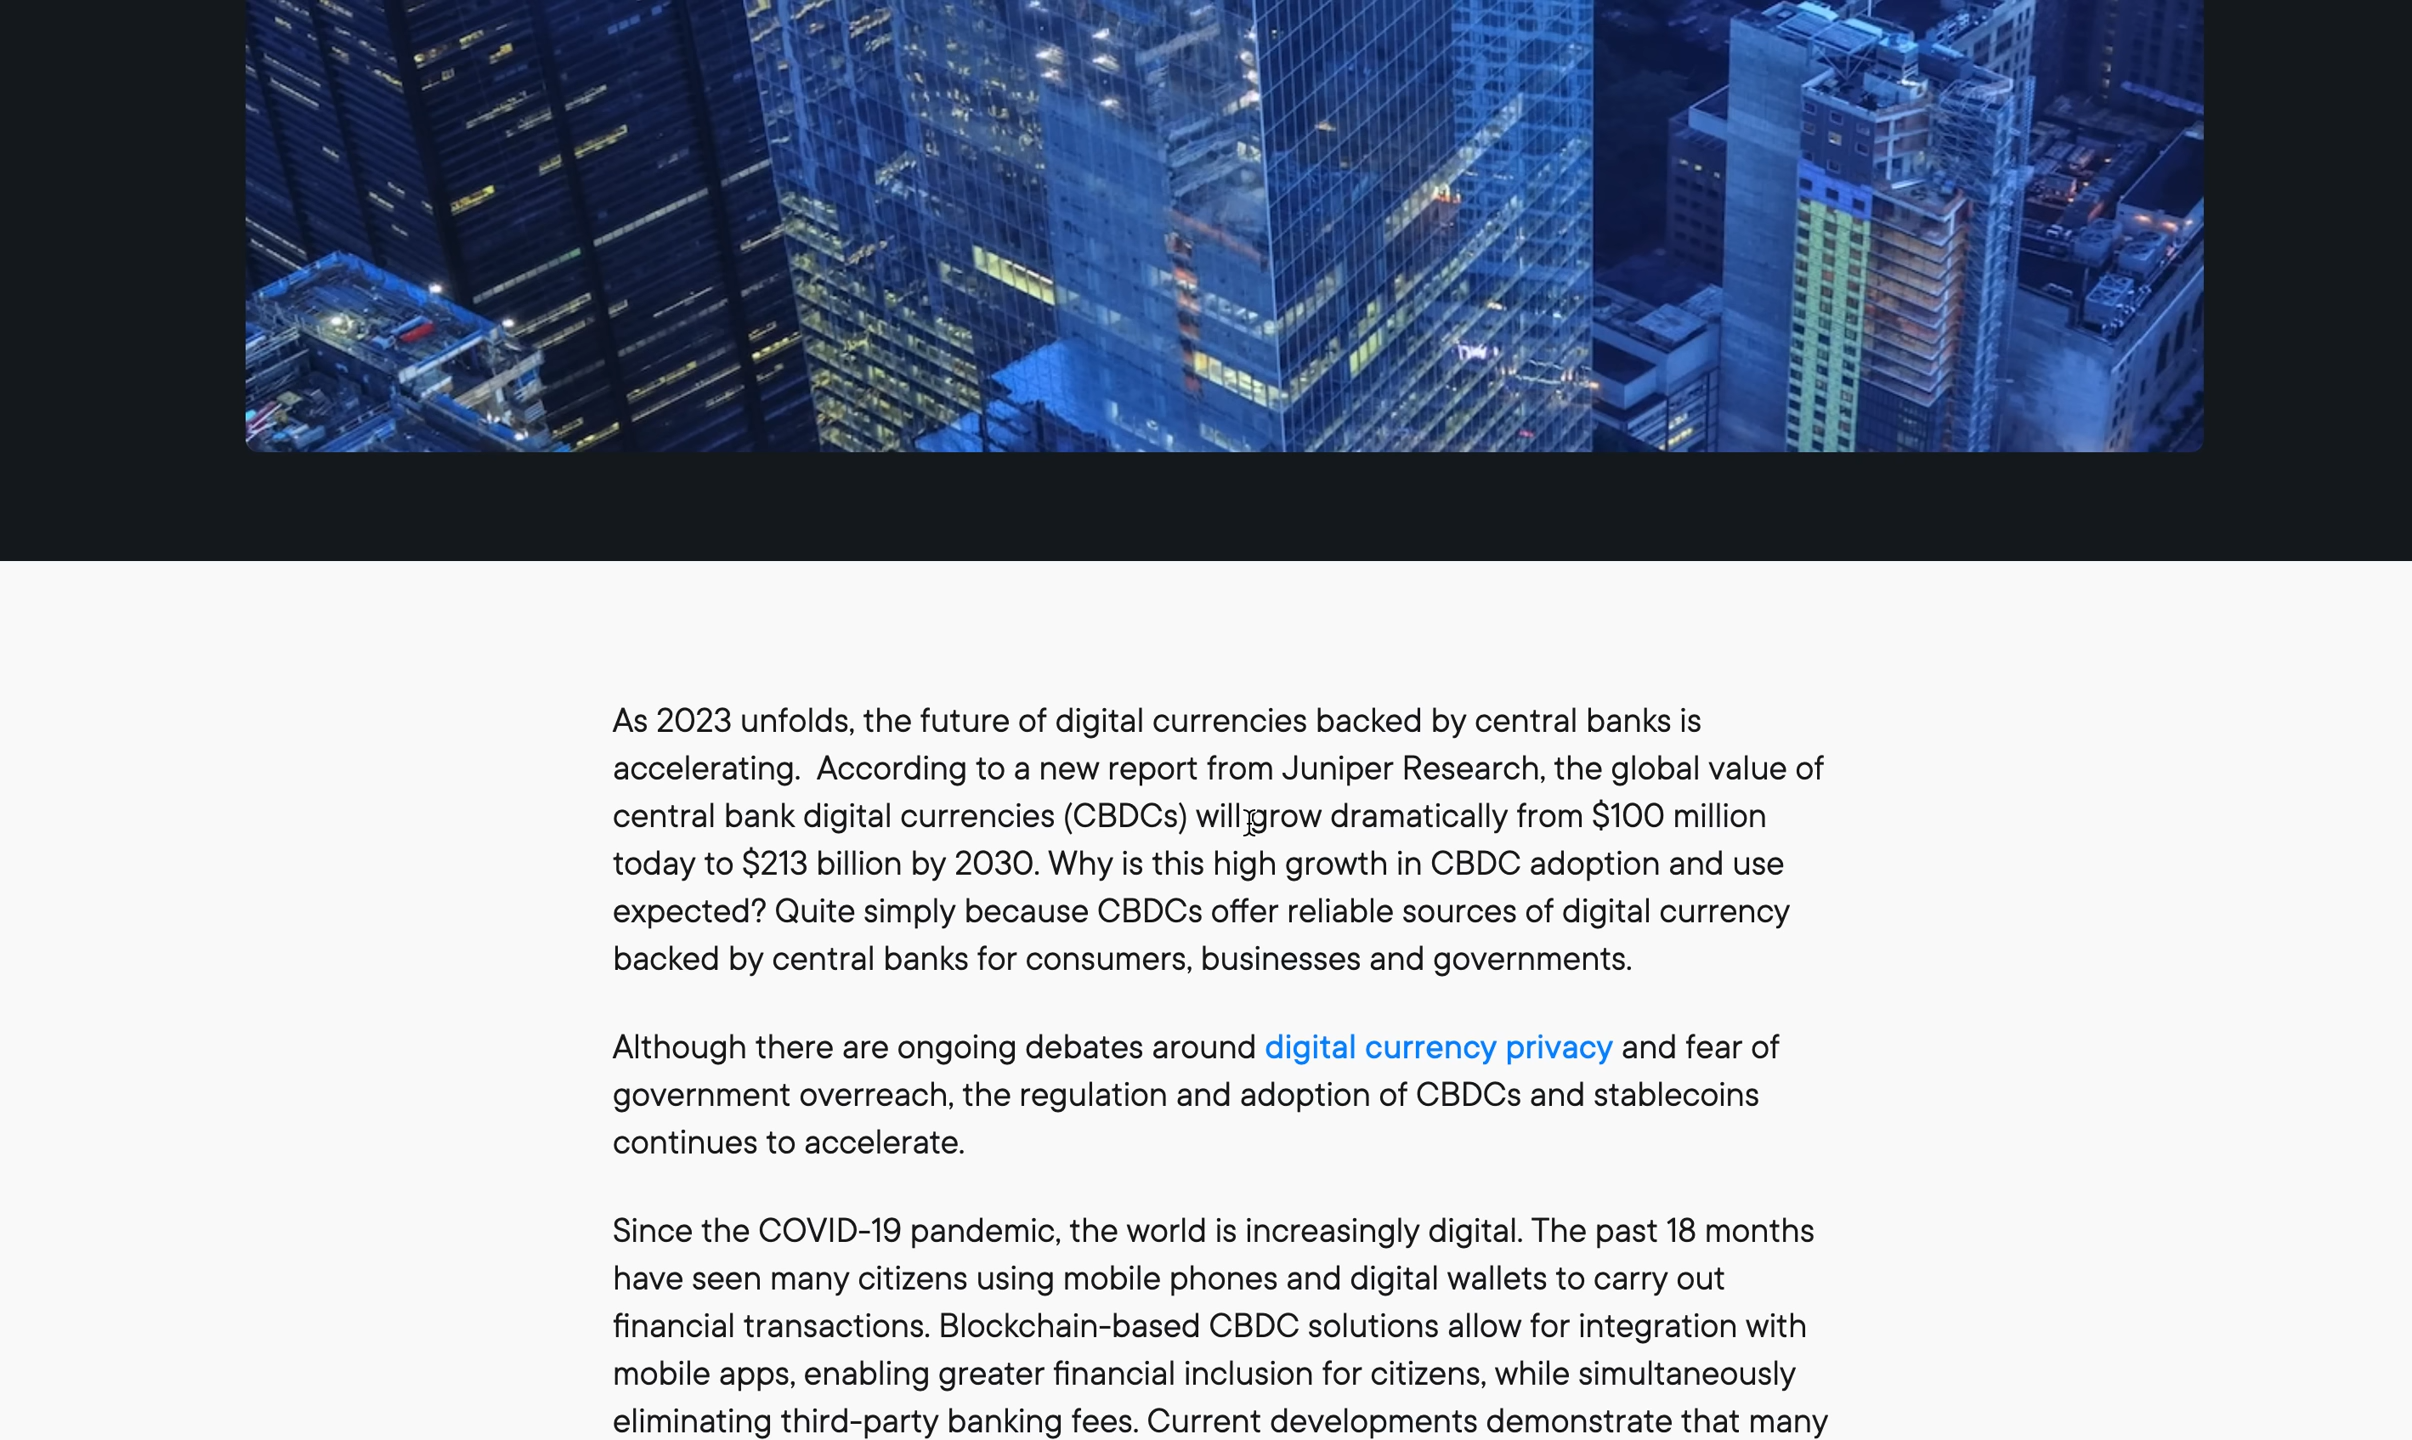 As 2023 unfolds, the future of digital currencies backed by central banks is
accelerating.  According to a new report from Juniper Research, the global value of
central bank digital currencies (CBDCs) will grow dramatically from $100 million
today to $213 billion by 2030. Why is this high growth in CBDC adoption and use
expected? Quite simply because CBDCs offer reliable sources of digital currency
backed by central banks for consumers, businesses and governments.
Although there are ongoing debates around digital currency privacy and fear of
government overreach, the regulation and adoption of CBDCs and stablecoins
continues to accelerate.
Since the COVID-19 pandemic, the world is increasingly digital. The past 18 months
have seen many citizens using mobile phones and digital wallets to carry out
financial transactions. Blockchain-based CBDC solutions allow for integration with
mobile apps, enabling greater financial inclusion for citizens, while simultaneously
eliminating third-party banking fees. Current developments demonstrate that many